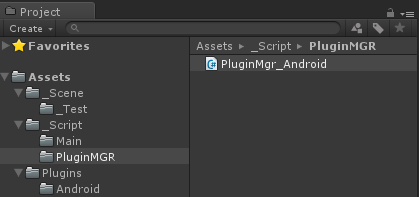 Project
Create
Favorites
Assets
_Scene
_Test
_Script
Main
PluginMGR
Plugins
Android
Assets _Script PluginMGR
PluginMgr_Android